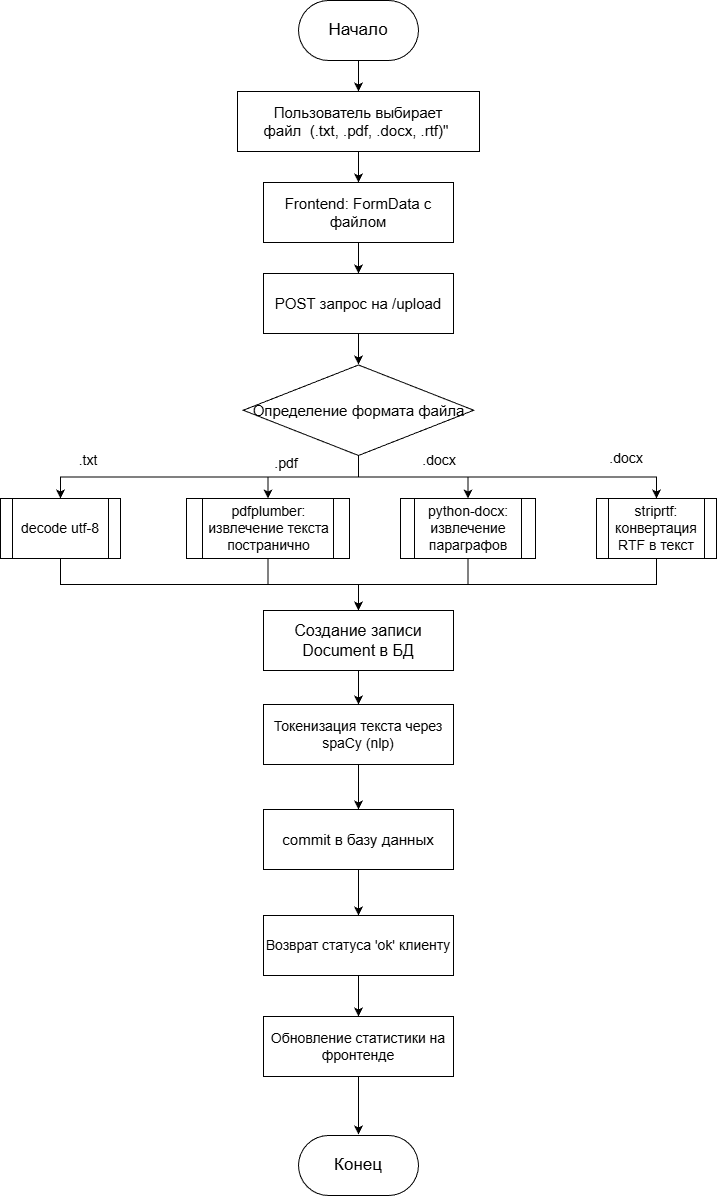 Начало
Пользователь выбирает
файл  (.txt, .pdf, .docx, .rtf)"
Frontend: FormData с
файлом
POST запрос на /upload
Определение формата файла
.txt
.pdf
.docx
.docx
decode utf-8
pdfplumber:
извлечение текста
постранично
python-docx:
извлечение
параграфов
striprtf:
конвертация
RTF в текст
Создание записи
Document в БД
Токенизация текста через
spaCy (nlp)
commit в базу данных
Возврат статуса 'ok' клиенту
Обновление статистики на
фронтенде
Конец